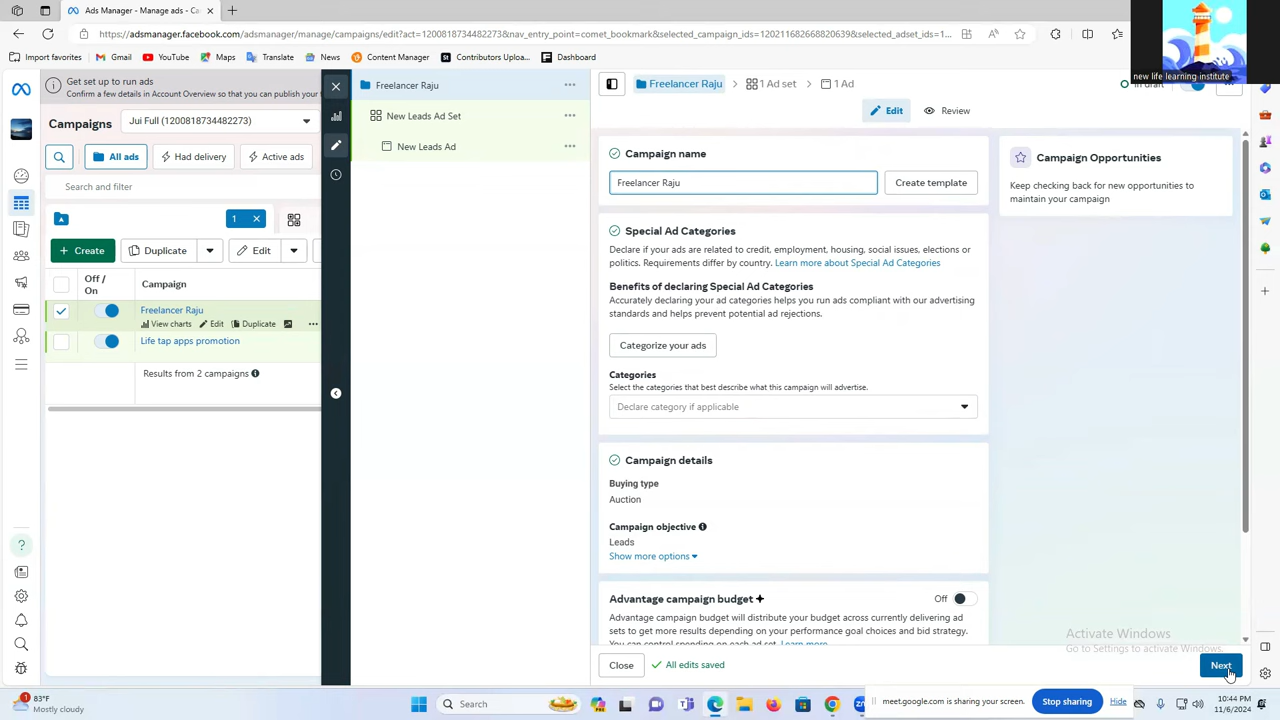 Ads Manager - Manage ads - Ca
https://adsmanager.facebook.com/adsmanager/manage/campaigns/edit?act=1200818734482273&nav_entry_point=comet_bookmark&selected_campaign_ids=120211682668820639&selected_adset_ids=1...
Import favorites
Gmail
YouTube
Maps
Translate
News
Content Manager
Contributors Uploa...
Dashboard
new life learning institute
Get set up to run ads
Confirm a few details in Account Overview so that you can publish your
Campaigns
Jui Full (1200818734482273)
All ads
Had delivery
Active ads
Search and filter
1
+ Create
Duplicate
Edit
Off / On
Campaign
Freelancer Raju
View charts
Edit
Duplicate
Life tap apps promotion
Results from 2 campaigns
Freelancer Raju
New Leads Ad Set
New Leads Ad
Freelancer Raju
1 Ad set
1 Ad
In draft
Edit
Review
Campaign name
Freelancer Raju
Create template
Special Ad Categories
Declare if your ads are related to credit, employment, housing, social issues, elections or
politics. Requirements differ by country. Learn more about Special Ad Categories
Benefits of declaring Special Ad Categories
Accurately declaring your ad categories helps you run ads compliant with our advertising
standards and helps prevent potential ad rejections.
Categorize your ads
Categories
Select the categories that best describe what this campaign will advertise.
Declare category if applicable
Campaign details
Buying type
Auction
Campaign objective
Leads
Show more options
Advantage campaign budget
Off
Advantage campaign budget will distribute your budget across currently delivering ad
sets to get more results depending on your performance goal choices and bid strategy.
You can control spending on each ad set. Learn more
Campaign Opportunities
Keep checking back for new opportunities to
maintain your campaign
Activate Windows
Go to Settings to activate Windows.
Close
All edits saved
Next
83°F
Mostly cloudy
Search
meet.google.com is sharing your screen.
Stop sharing
Hide
10:44 PM
11/6/2024